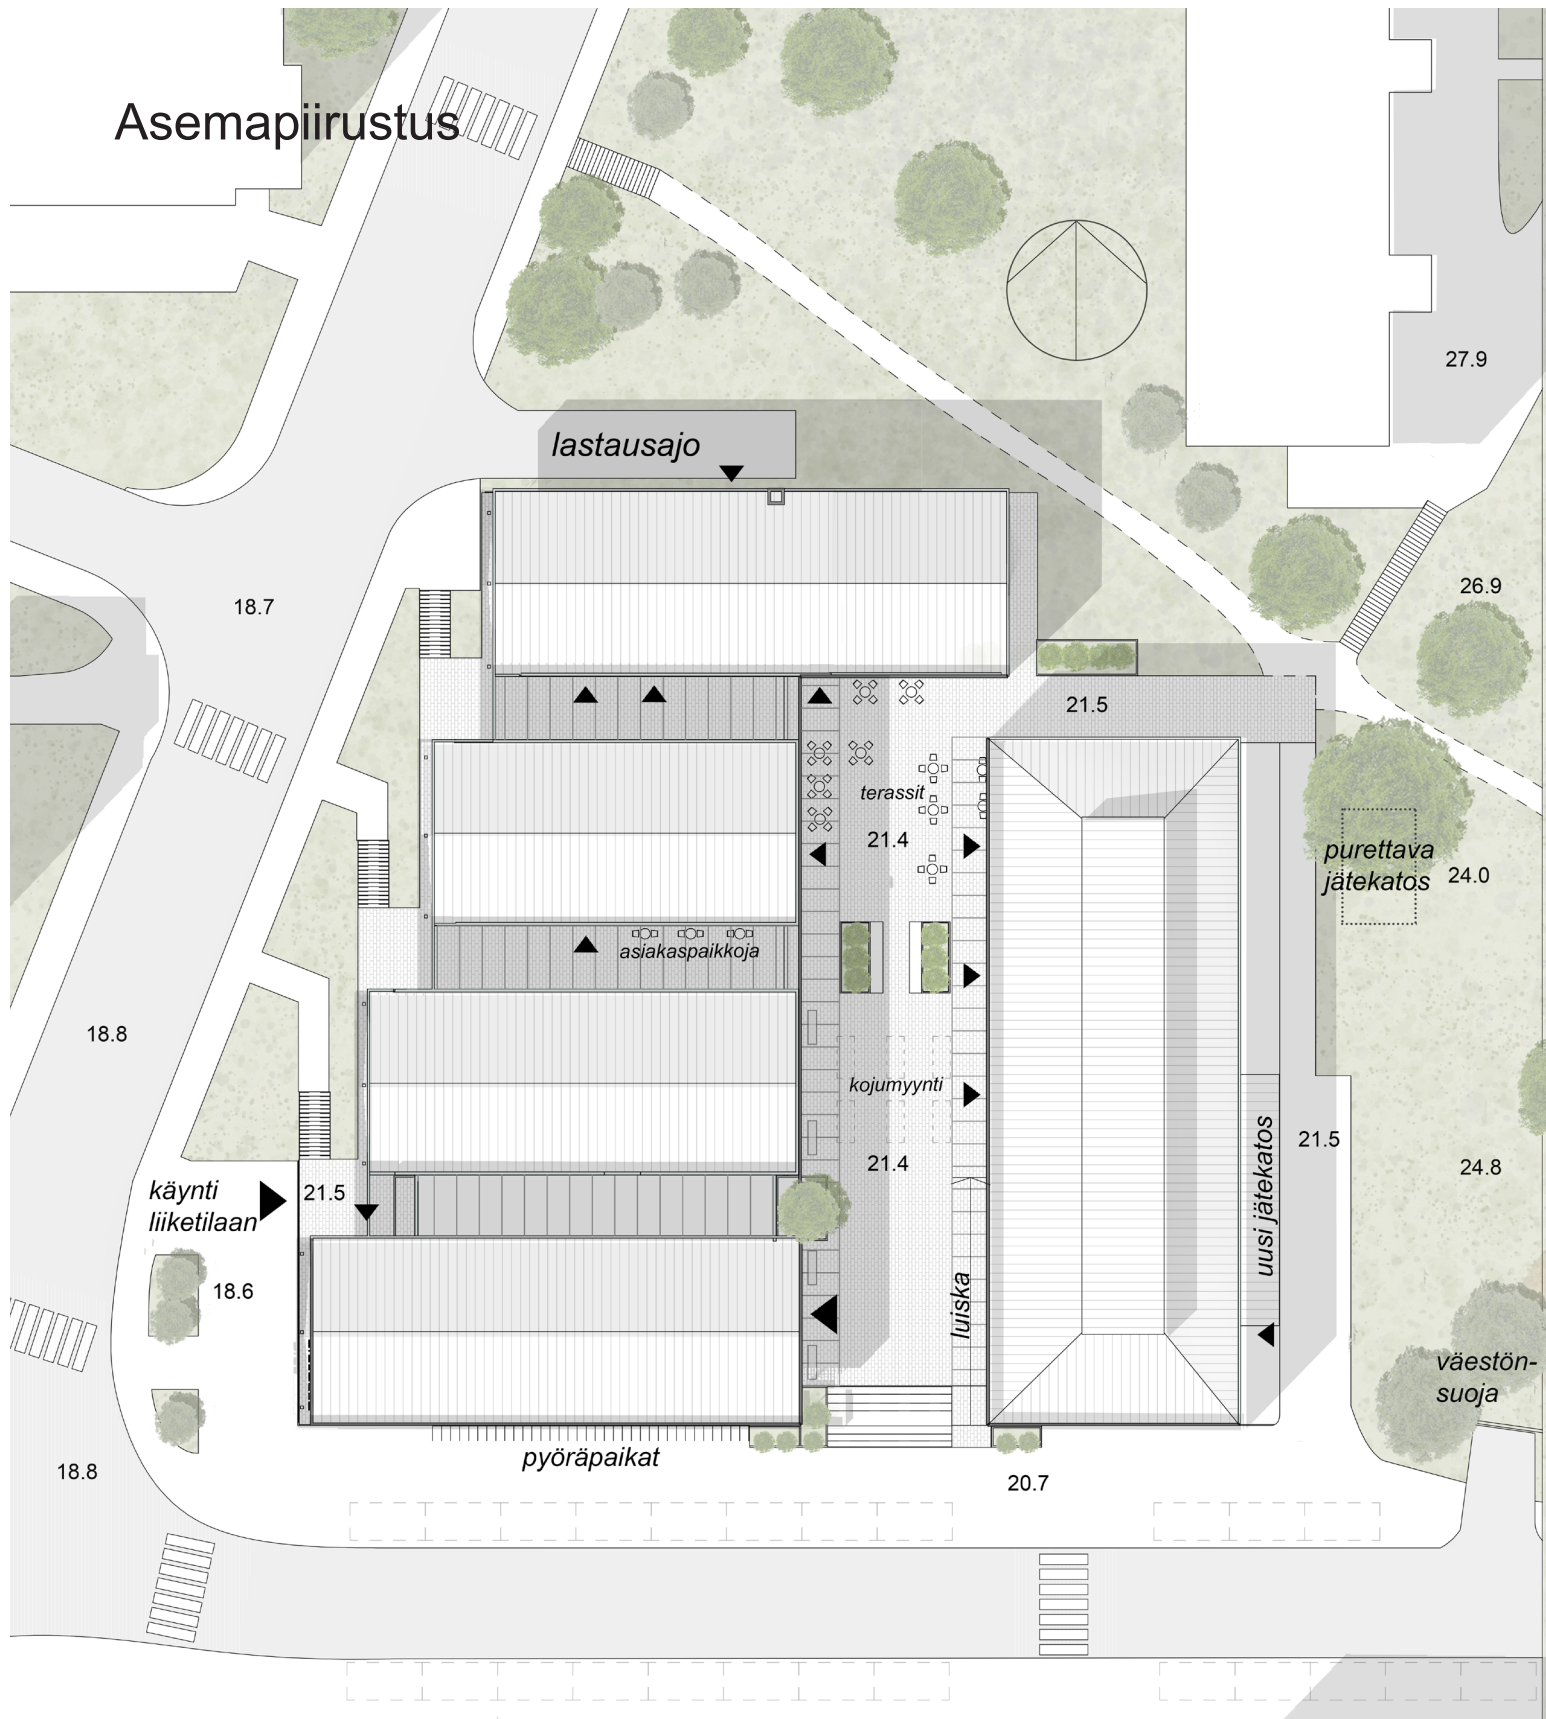 Asemapiirustus
27.9
lastausajo
26.9
18.7
21.5
terassit
21.4
purettava
jätekatos
24.0
asiakaspaikkoja
18.8
kojumyynti
21.4
uusi jätekatos
21.5
24.8
käynti
liiketilaan
21.5
18.6
luiska
väestön-
suoja
pyöräpaikat
18.8
20.7